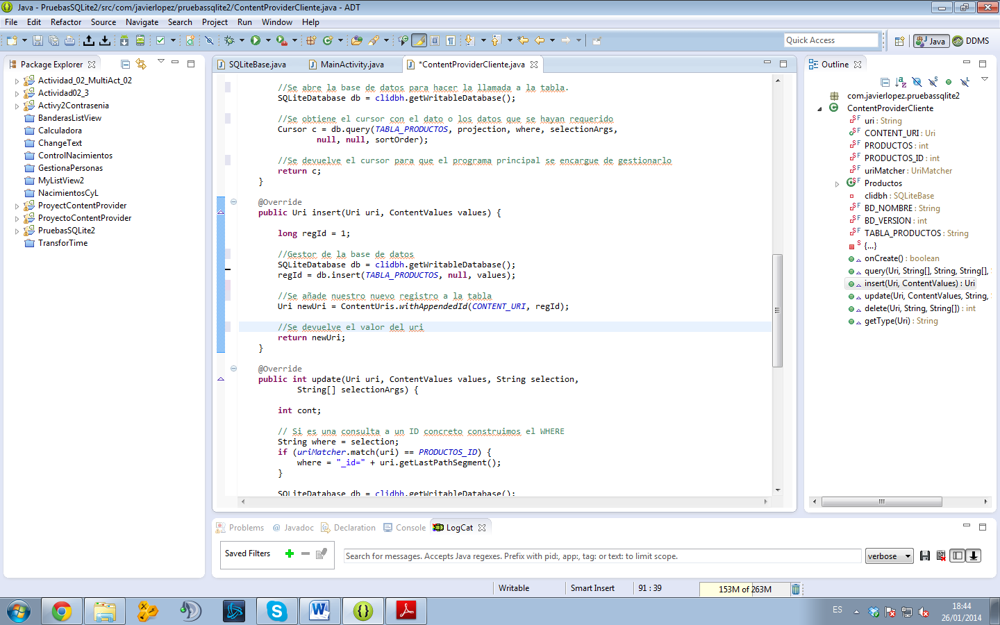 Java - PruebasSQLite2/src/com/javierlopez/pruebassqlite2/ContentProviderCliente.java - ADT
File Edit Refactor Source Navigate Search Project Run Window Help
Quick Access
Java
DDMS
Package Explorer
Actividad_02_MultiAct_02
Actividad02_3
Activy2Contrasenia
BanderasListView
Calculadora
ChangeText
ControlNacimientos
GestionaPersonas
MyListView2
NacimientosCyL
ProyectContentProvider
ProyectoContentProvider
PruebasSQLite2
TransforTime
SQLiteBase.java
MainActivity.java
*ContentProviderCliente.java
//Se abre la base de datos para hacer la llamada a la tabla.
SQLiteDatabase db = clidbh.getWritableDatabase();
//Se obtiene el cursor con el dato o los datos que se hayan requerido
Cursor c = db.query(TABLA_PRODUCTOS, projection, where, selectionArgs,
null, null, sortOrder);
//Se devuelve el cursor para que el programa principal se encargue de gestionarlo
return c;
}
@Override
public Uri insert(Uri uri, ContentValues values) {
long regId = 1;
//Gestor de la base de datos
SQLiteDatabase db = clidbh.getWritableDatabase();
regId = db.insert(TABLA_PRODUCTOS, null, values);
//Se añade nuestro nuevo registro a la tabla
Uri newUri = ContentUris.withAppendedId(CONTENT_URI, regId);
//Se devuelve el valor del uri
return newUri;
}
@Override
public int update(Uri uri, ContentValues values, String selection,
String[] selectionArgs) {
int cont;
// Si es una consulta a un ID concreto construimos el WHERE
String where = selection;
if (uriMatcher.match(uri) == PRODUCTOS_ID) {
where = "_id=" + uri.getLastPathSegment();
}
SQLiteDatabase db = clidbh.getWritableDatabase();
Outline
com.javierlopez.pruebassqlite2
ContentProviderCliente
uri : String
CONTENT_URI : Uri
PRODUCTOS : int
PRODUCTOS_ID : int
uriMatcher : UriMatcher
Productos
clidbh : SQLiteBase
BD_NOMBRE : String
BD_VERSION : int
TABLA_PRODUCTOS : String
{...}
onCreate() : boolean
query(Uri, String[], String, String[],
insert(Uri, ContentValues) : Uri
update(Uri, ContentValues, String,
delete(Uri, String, String[]) : int
getType(Uri) : String
Problems
@ Javadoc
Declaration
Console
LogCat
Saved Filters
Search for messages. Accepts Java regexes. Prefix with pid:, app:, tag: or text: to limit scope.
verbose
Writable
Smart Insert
91 : 39
153M of 263M
ES
18:44
26/01/2014